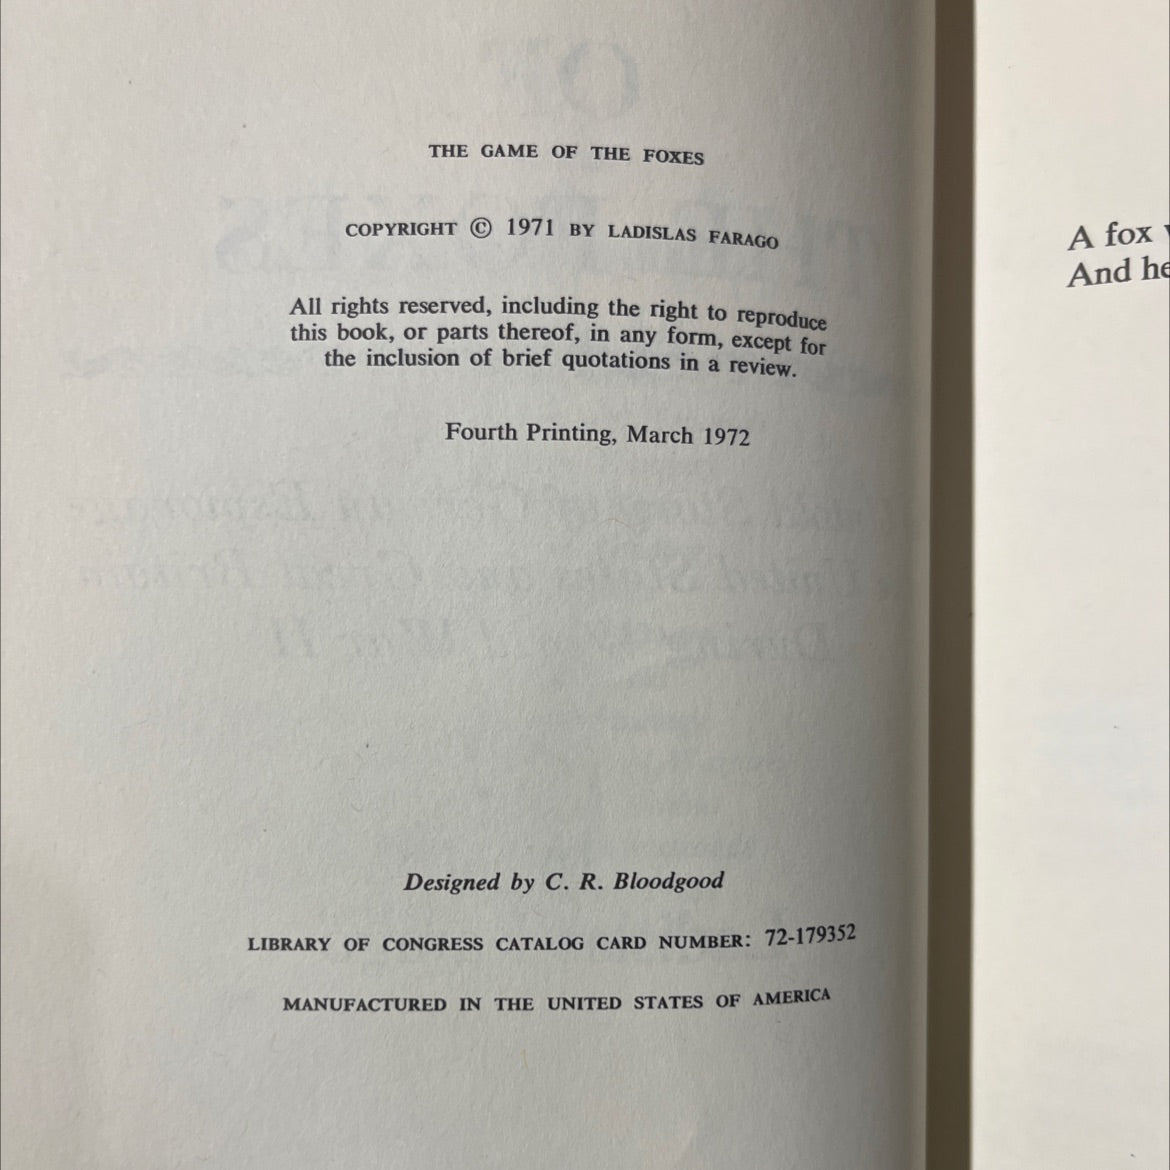 THE GAME OF THE FOXES
COPYRIGHT © 1971 BY LADISLAS FARAGO
All rights reserved, including the right to reproduce
this book, or parts thereof, in any form, except for
the inclusion of brief quotations in a review.
Fourth Printing, March 1972
Designed by C. R. Bloodgood
LIBRARY OF CONGRESS CATALOG CARD NUMBER: 72-179352
MANUFACTURED IN THE UNITED STATES OF AMERICA
A fox
And he